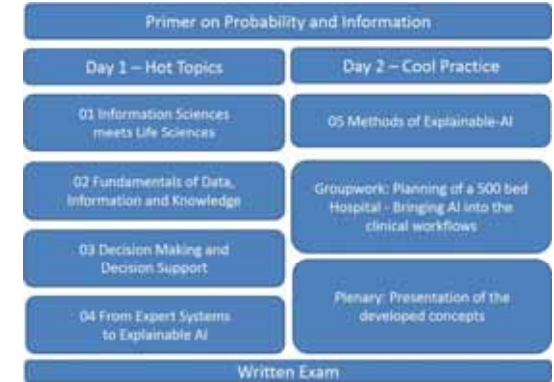 Primer on Probability and Information
Day 1 – Hot Topics
01 Information Sciences
meets Life Sciences
02 Fundamentals of Data,
Information and Knowledge
03 Decision Making and
Decision Support
04 From Expert Systems
to Explainable AI
Day 2 – Cool Practice
05 Methods of Explainable-AI
Groupwork: Planning of a 500 bed
Hospital - Bringing AI into the
clinical workflows
Plenary: Presentation of the
developed concepts
Written Exam